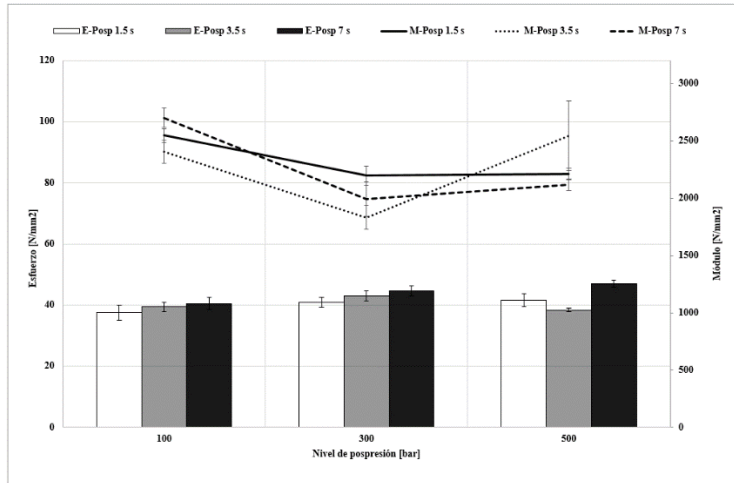 E-Posp 1.5 s E-Posp 3.5 s E-Posp 7 s M-Posp 1.5 s M-Posp 3.5 s M-Posp 7 s
120
100
80
60
40
20
0
Esfuerzo [N/mm2]
3000
2500
2000
1500
1000
500
0
Módulo [N/mm2]
100 300 500
Nivel de pospresión [bar]